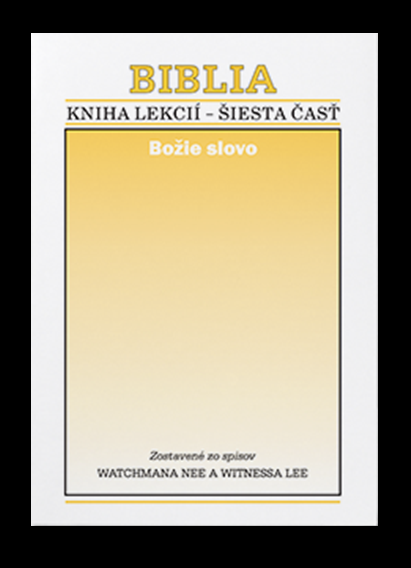 BIBLIA
KNIHA LEKCIÍ – ŠIESTA ČASŤ
Božie slovo
Zostavené zo spisov
WATCHMANA NEE A WITNESSA LEE